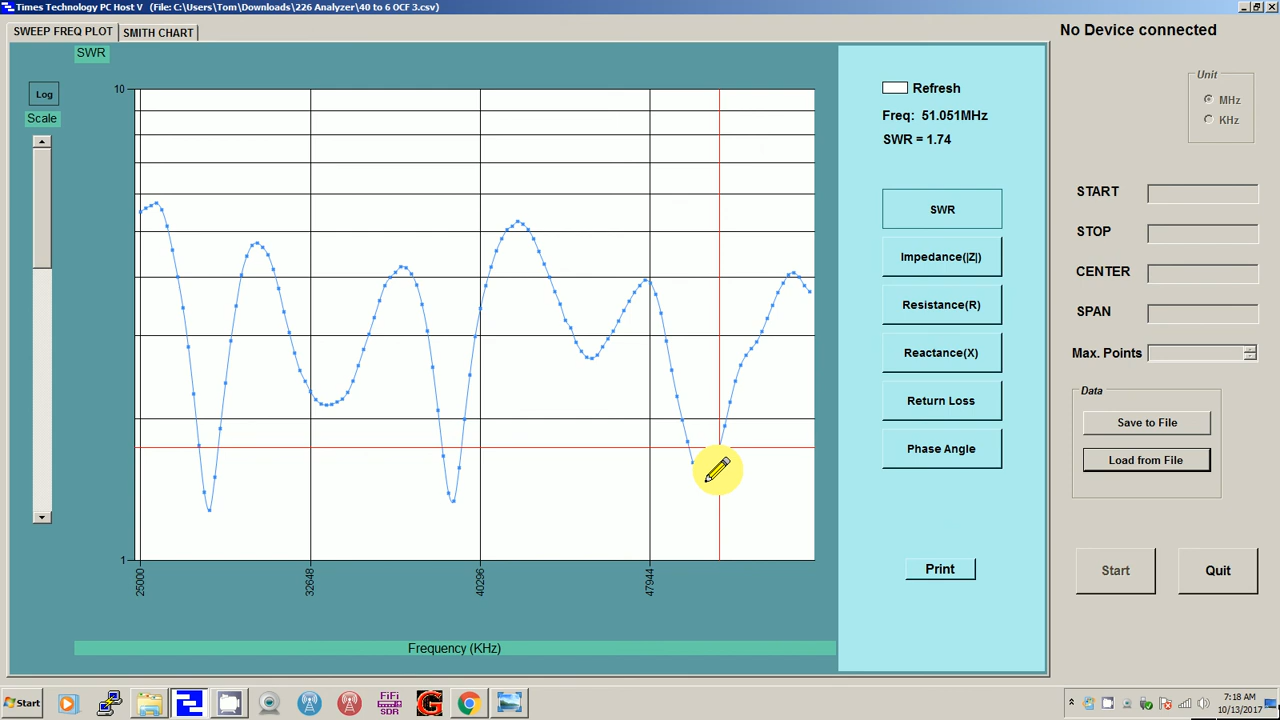 Times Technology PC Host V  (File: C:\Users\Tom\Downloads\226 Analyzer\40 to 6 OCF 3.csv)
SWEEP FREQ PLOT
SMITH CHART
No Device connected
SWR
Log
Scale
10
1
25000
32648
40296
47944
Frequency (KHz)
Refresh
Freq:  51.051MHz
SWR = 1.74
SWR
Impedance(|Z|)
Resistance(R)
Reactance(X)
Return Loss
Phase Angle
Print
Unit
MHz
KHz
START
STOP
CENTER
SPAN
Max. Points
Data
Save to File
Load from File
Start
Quit
Start
FiFi
SDR
G
7:18 AM
10/13/2017